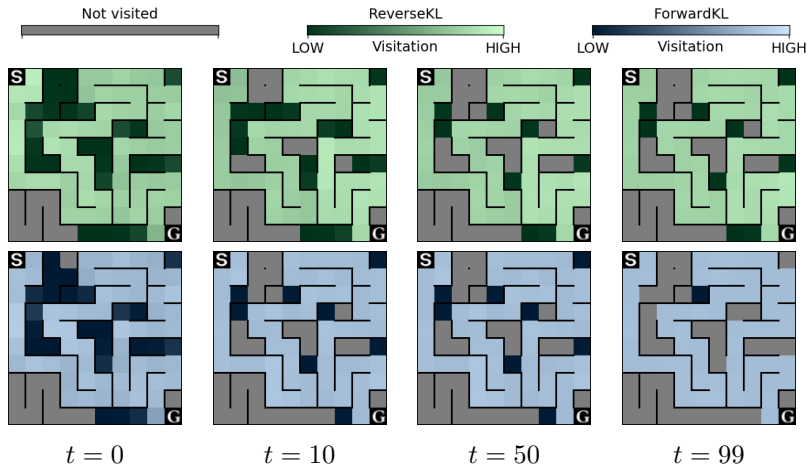 Not visited ReverseKL ForwardKL
LOW Visitation HIGH LOW Visitation HIGH
S S S S
G G G G
S S S S
G G G G
t = 0 t = 10 t = 50 t = 99